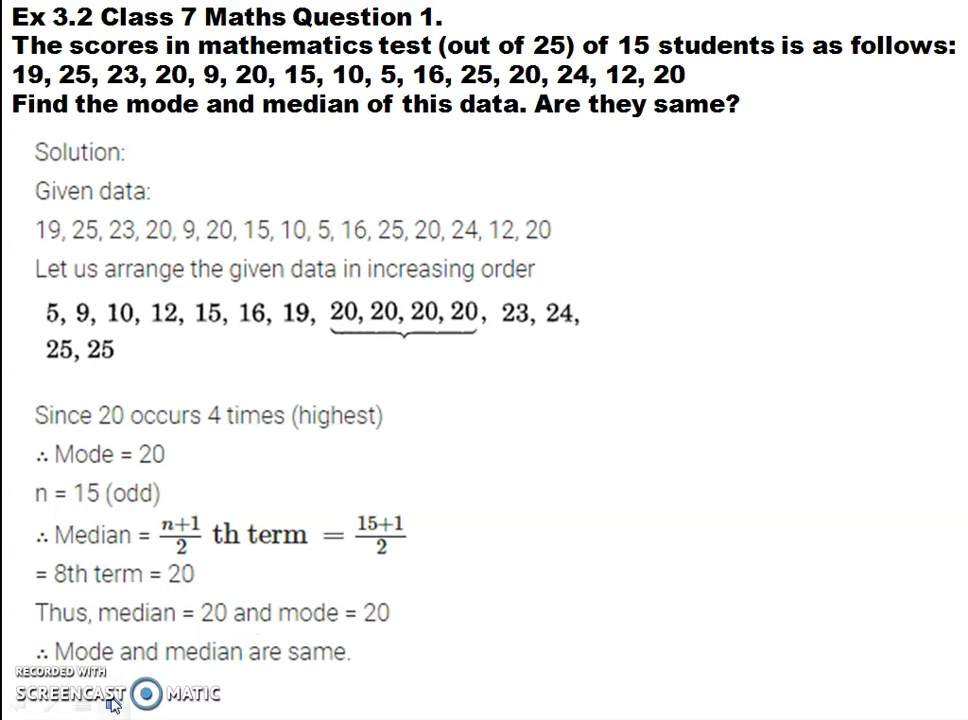 Ex 3.2 Class 7 Maths Question 1.
The scores in mathematics test (out of 25) of 15 students is as follows:
19, 25, 23, 20, 9, 20, 15, 10, 5, 16, 25, 20, 24, 12, 20
Find the mode and median of this data. Are they same?
Solution:
Given data:
19, 25, 23, 20, 9, 20, 15, 10, 5, 16, 25, 20, 24, 12, 20
Let us arrange the given data in increasing order
5, 9, 10, 12, 15, 16, 19, 20, 20, 20, 20, 23, 24,
25, 25
Since 20 occurs 4 times (highest)
∴ Mode = 20
n = 15 (odd)
∴ Median = \frac{n+1}{2} th term = \frac{15+1}{2}
= 8th term = 20
Thus, median = 20 and mode = 20
∴ Mode and median are same.
RECORDED WITH
SCREENCAST MATIC